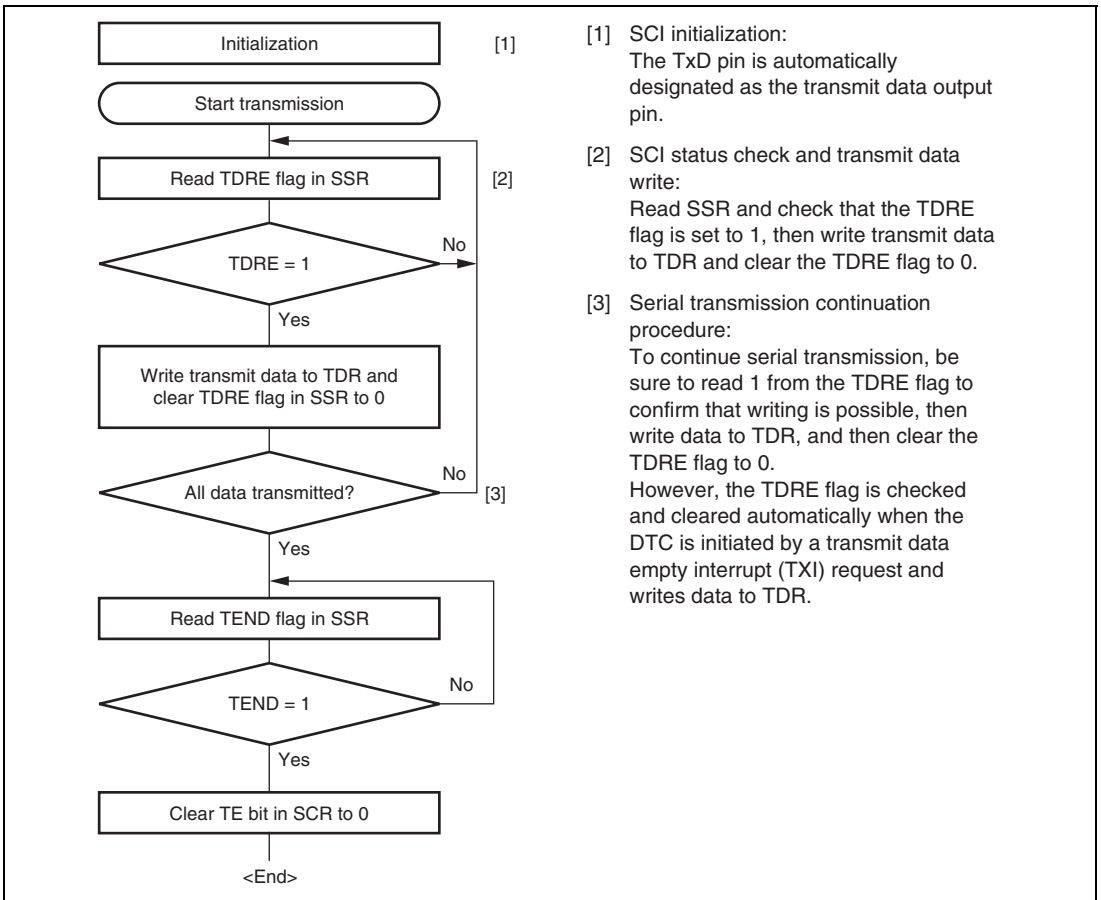 Initialization
[1]
Start transmission
Read TDRE flag in SSR
[2]
TDRE = 1
No
Yes
Write transmit data to TDR and
clear TDRE flag in SSR to 0
All data transmitted?
No
[3]
Yes
Read TEND flag in SSR
TEND = 1
No
Yes
Clear TE bit in SCR to 0
<End>
[1] SCI initialization:
The TxD pin is automatically
designated as the transmit data output
pin.
[2] SCI status check and transmit data
write:
Read SSR and check that the TDRE
flag is set to 1, then write transmit data
to TDR and clear the TDRE flag to 0.
[3] Serial transmission continuation
procedure:
To continue serial transmission, be
sure to read 1 from the TDRE flag to
confirm that writing is possible, then
write data to TDR, and then clear the
TDRE flag to 0.
However, the TDRE flag is checked
and cleared automatically when the
DTC is initiated by a transmit data
empty interrupt (TXI) request and
writes data to TDR.